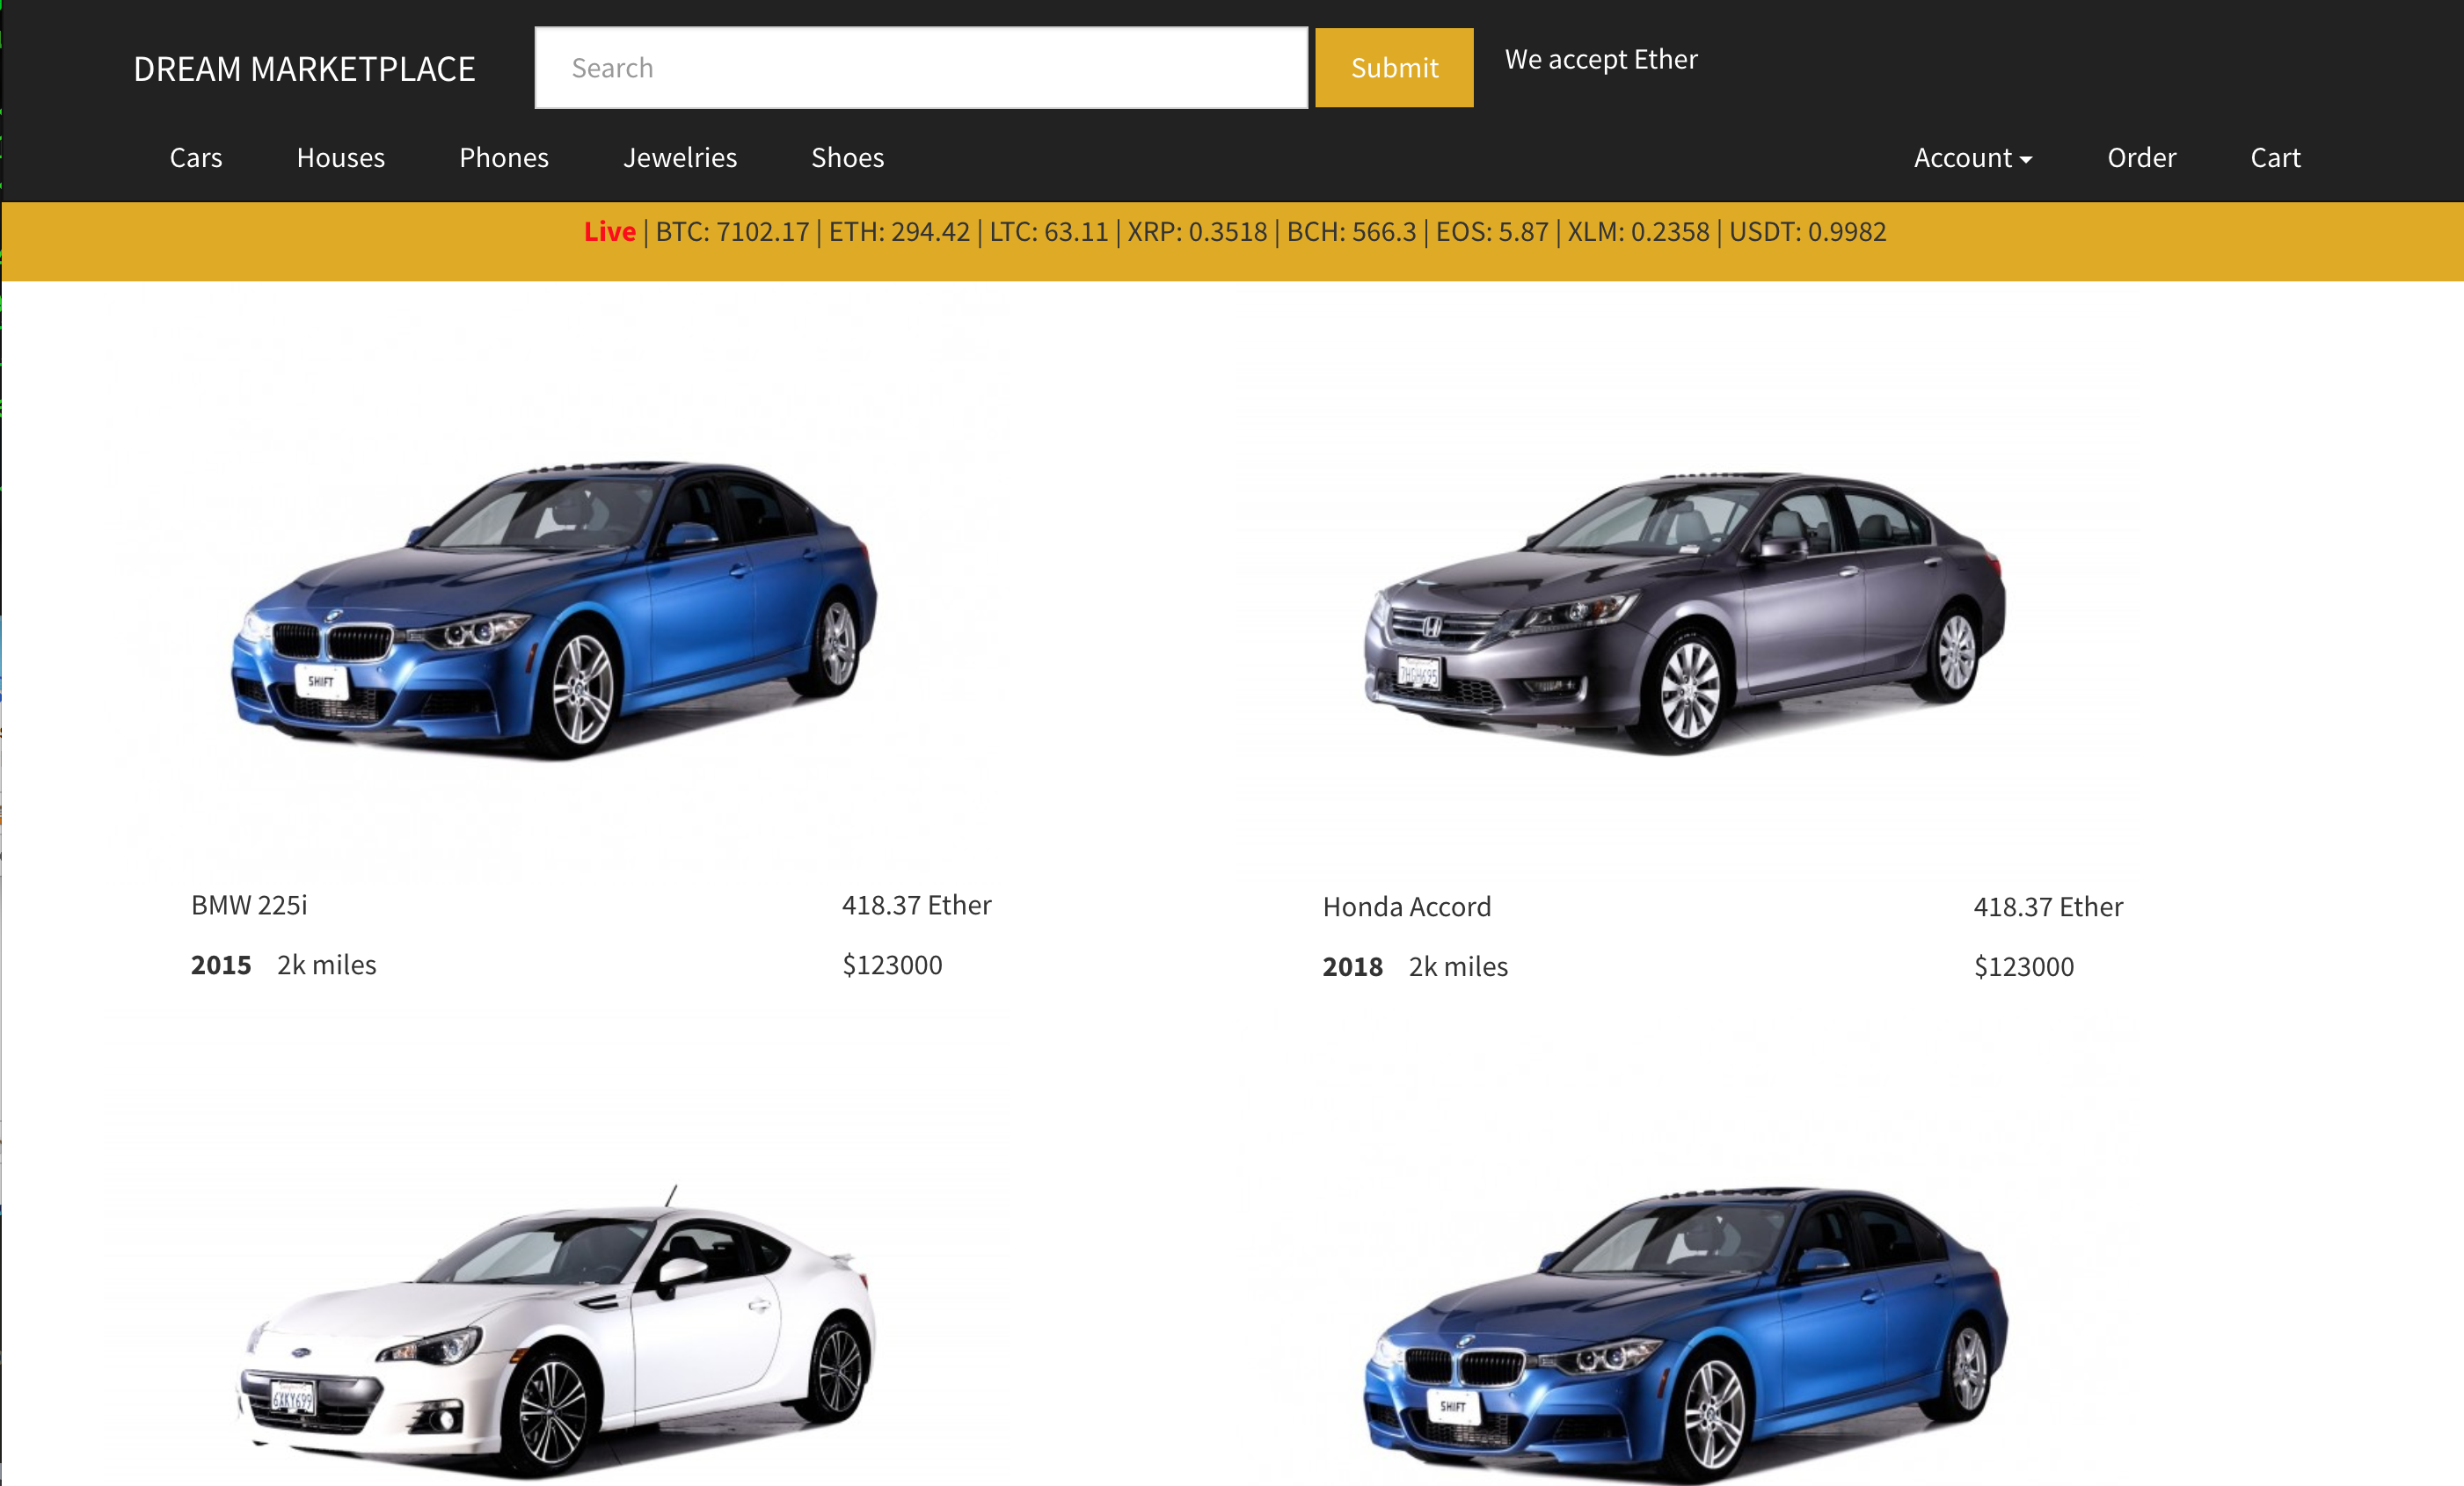 DREAM MARKETPLACE
Search
Submit
We accept Ether
Cars Houses Phones Jewelries Shoes Account Order Cart
Live | BTC: 7102.17 | ETH: 294.42 | LTC: 63.11 | XRP: 0.3518 | BCH: 566.3 | EOS: 5.87 | XLM: 0.2358 | USDT: 0.9982
SHIFT
BMW 225i 418.37 Ether
2015 2k miles $123000
Honda Accord 418.37 Ether
2018 2k miles $123000
SHIFT